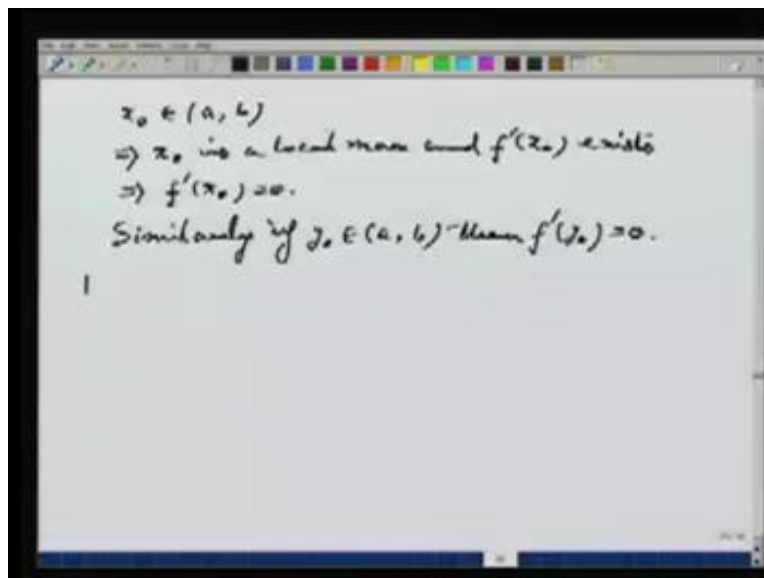 x₀ ∈ (a, b)
⇒ x₀ is a local max and f'(x₀) exists
⇒ f'(x₀) = 0.
Similarly if y₀ ∈ (a, b) then f'(y₀) = 0.